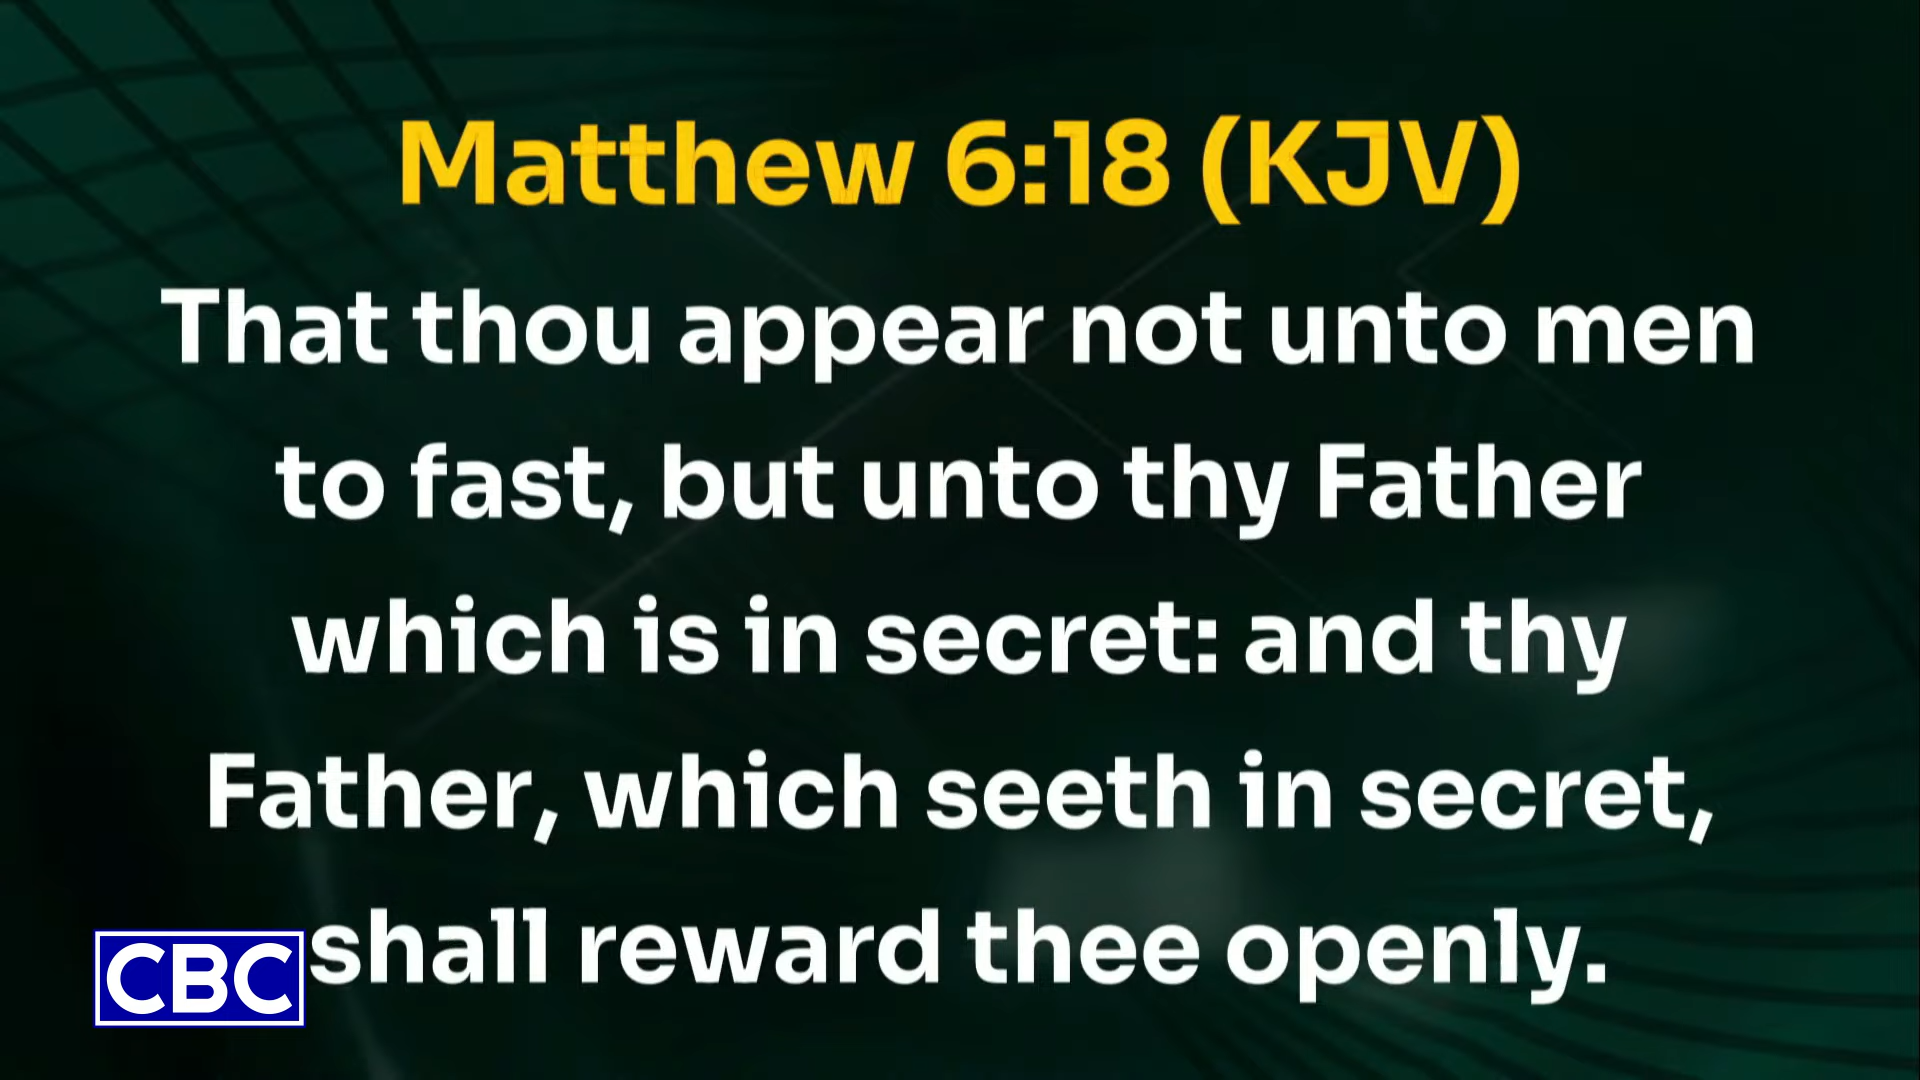 Matthew 6:18 (KJV)
That thou appear not unto men
to fast, but unto thy Father
which is in secret: and thy
Father, which seeth in secret,
shall reward thee openly.
CBC